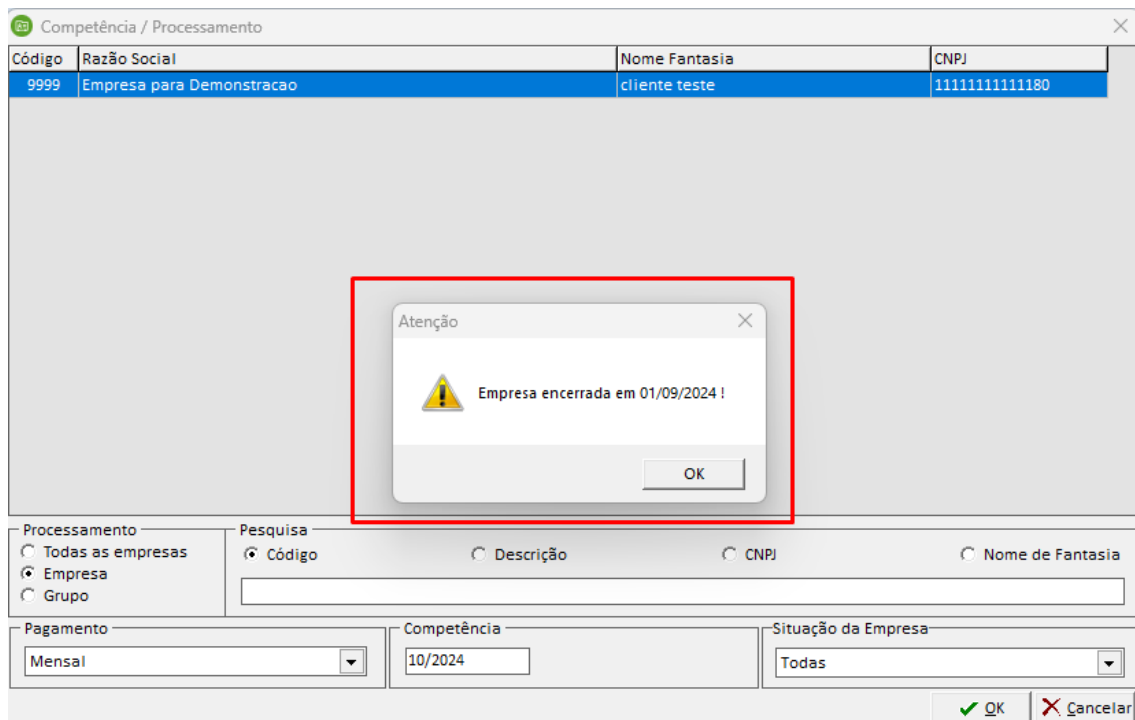 Competência / Processamento
Código Razão Social Nome Fantasia CNPJ
9999 Empresa para Demonstracao cliente teste 11111111111180
Atenção
Empresa encerrada em 01/09/2024 !
OK
Processamento Pesquisa
Todas as empresas Código Descrição CNPJ Nome de Fantasia
Empresa
Grupo
Pagamento Competência Situação da Empresa
Mensal 10/2024 Todas
OK Cancelar